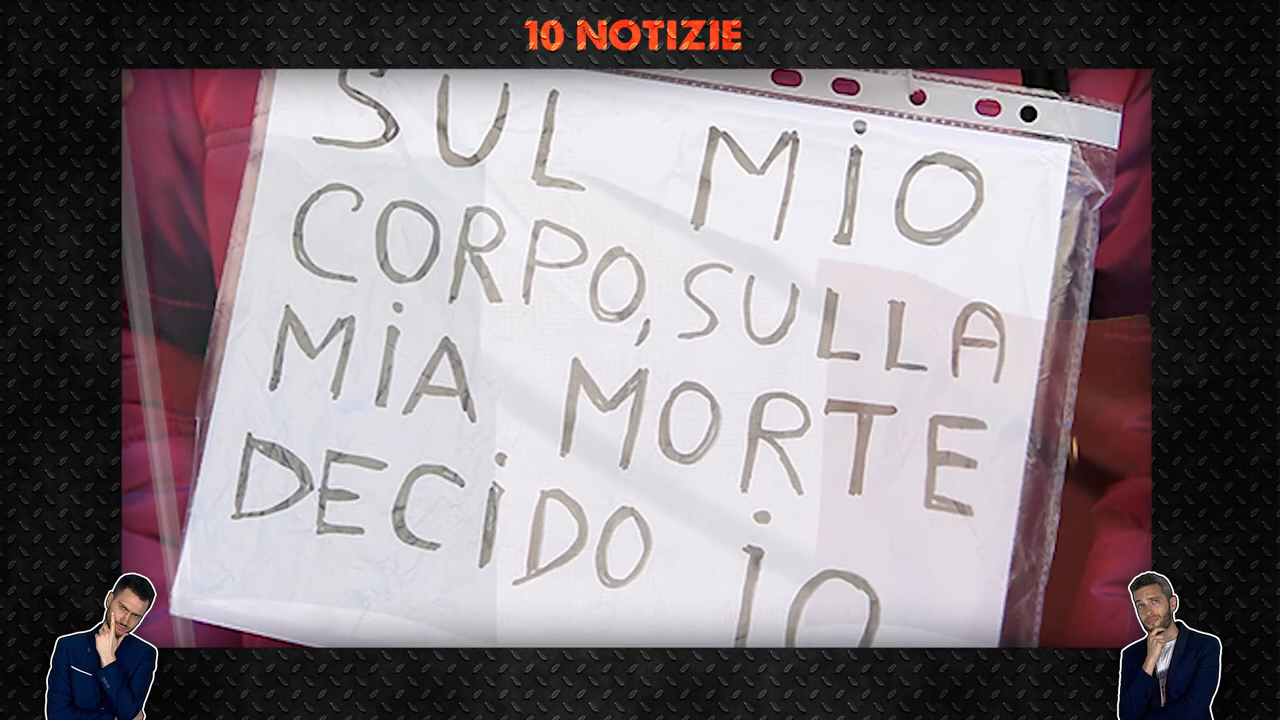 10 NOTIZIE
SUL MiO
CORPO, SULLA
MiA MORTE
DECiDO iO